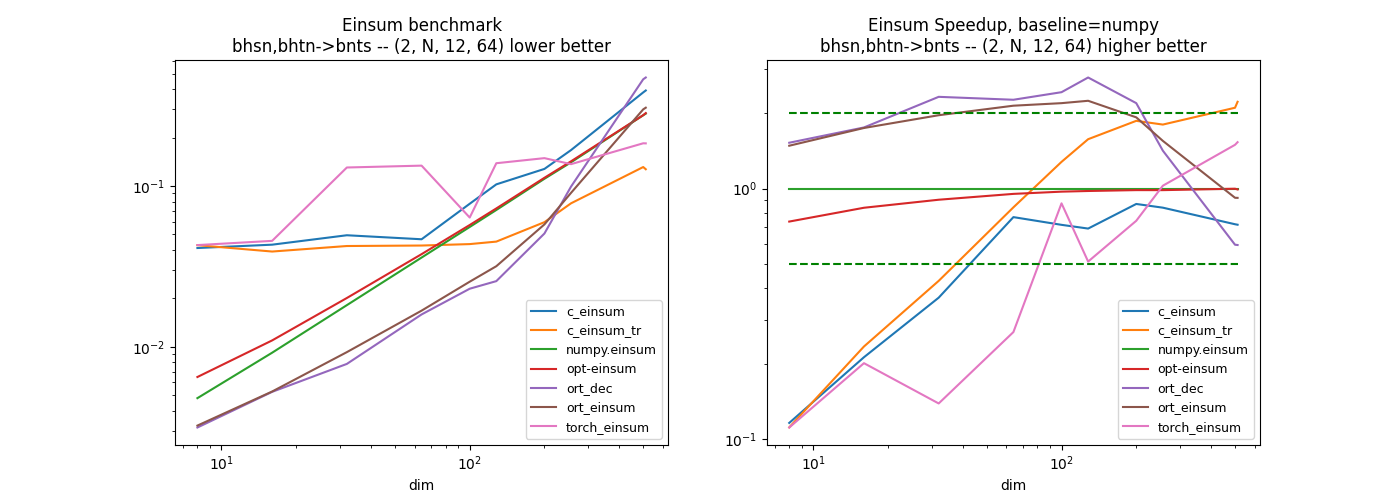 Einsum benchmark
bhsn,bhtn->bnts -- (2, N, 12, 64) lower better
10⁻¹
10⁻²
10¹
10²
dim
c_einsum
c_einsum_tr
numpy.einsum
opt-einsum
ort_dec
ort_einsum
torch_einsum
Einsum Speedup, baseline=numpy
bhsn,bhtn->bnts -- (2, N, 12, 64) higher better
10⁰
10⁻¹
10¹
10²
dim
c_einsum
c_einsum_tr
numpy.einsum
opt-einsum
ort_dec
ort_einsum
torch_einsum